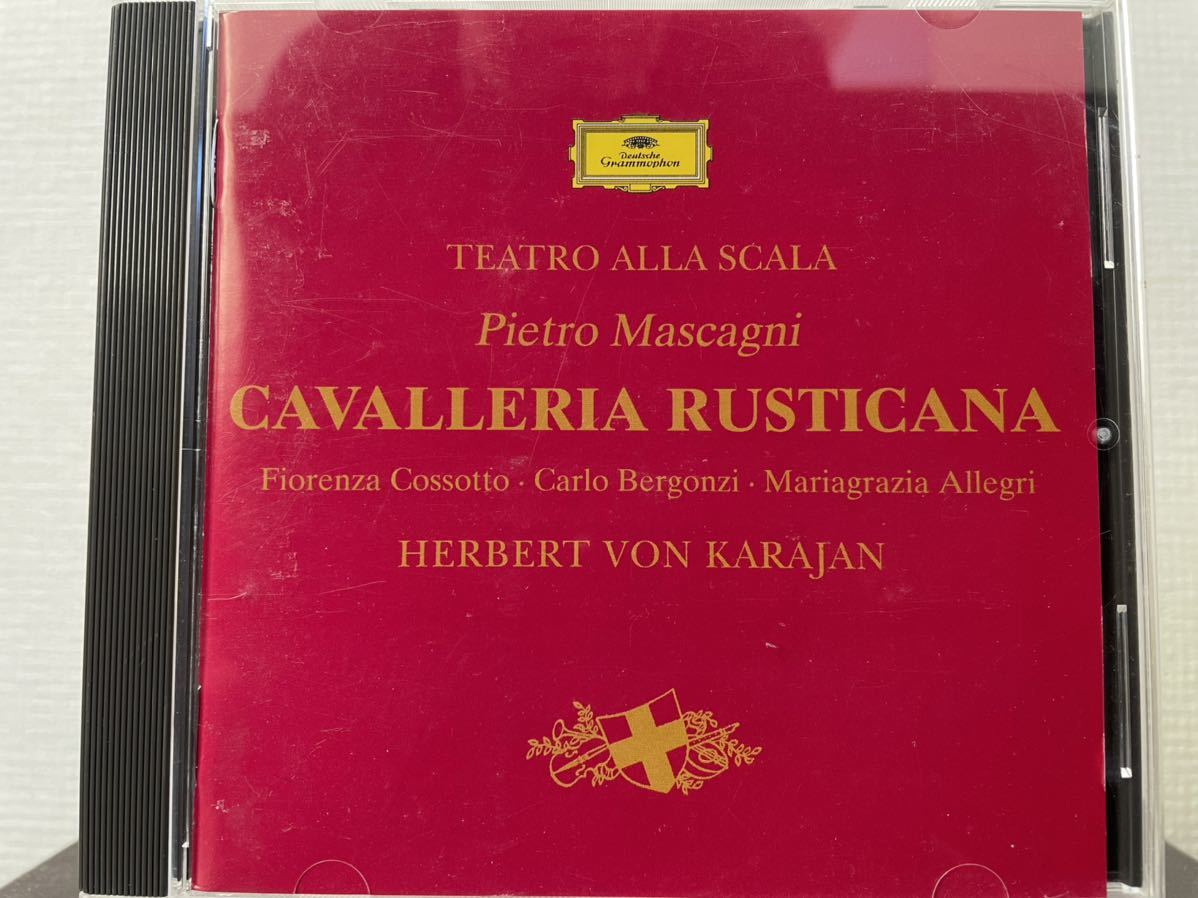 Deutsche
Grammophon
TEATRO ALLA SCALA
Pietro Mascagni
CAVALLERIA RUSTICANA
Fiorenza Cossotto · Carlo Bergonzi · Mariagrazia Allegri
HERBERT VON KARAJAN